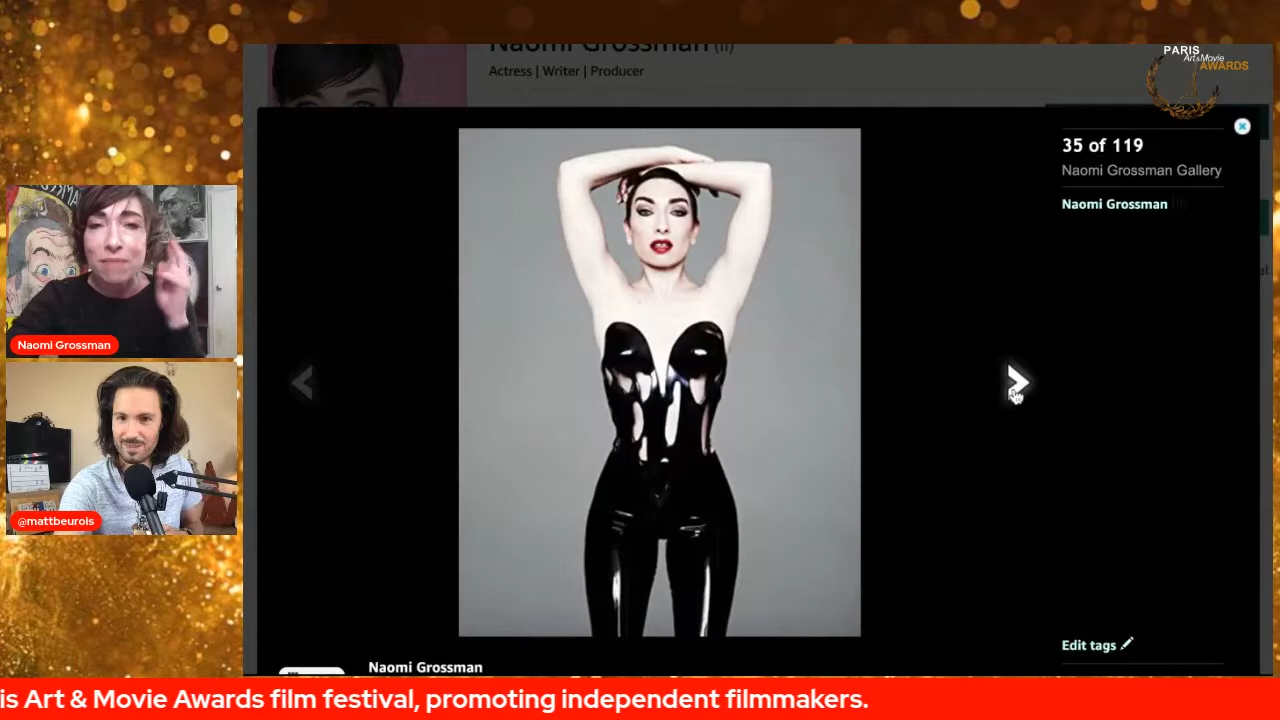 Naomi Grossman (II)
Actress | Writer | Producer
PARIS
Art & Movie
AWARDS
35 of 119
Naomi Grossman Gallery
Naomi Grossman
Naomi Grossman
@mattbeurois
Edit tags
Naomi Grossman
is Art & Movie Awards film festival, promoting independent filmmakers.